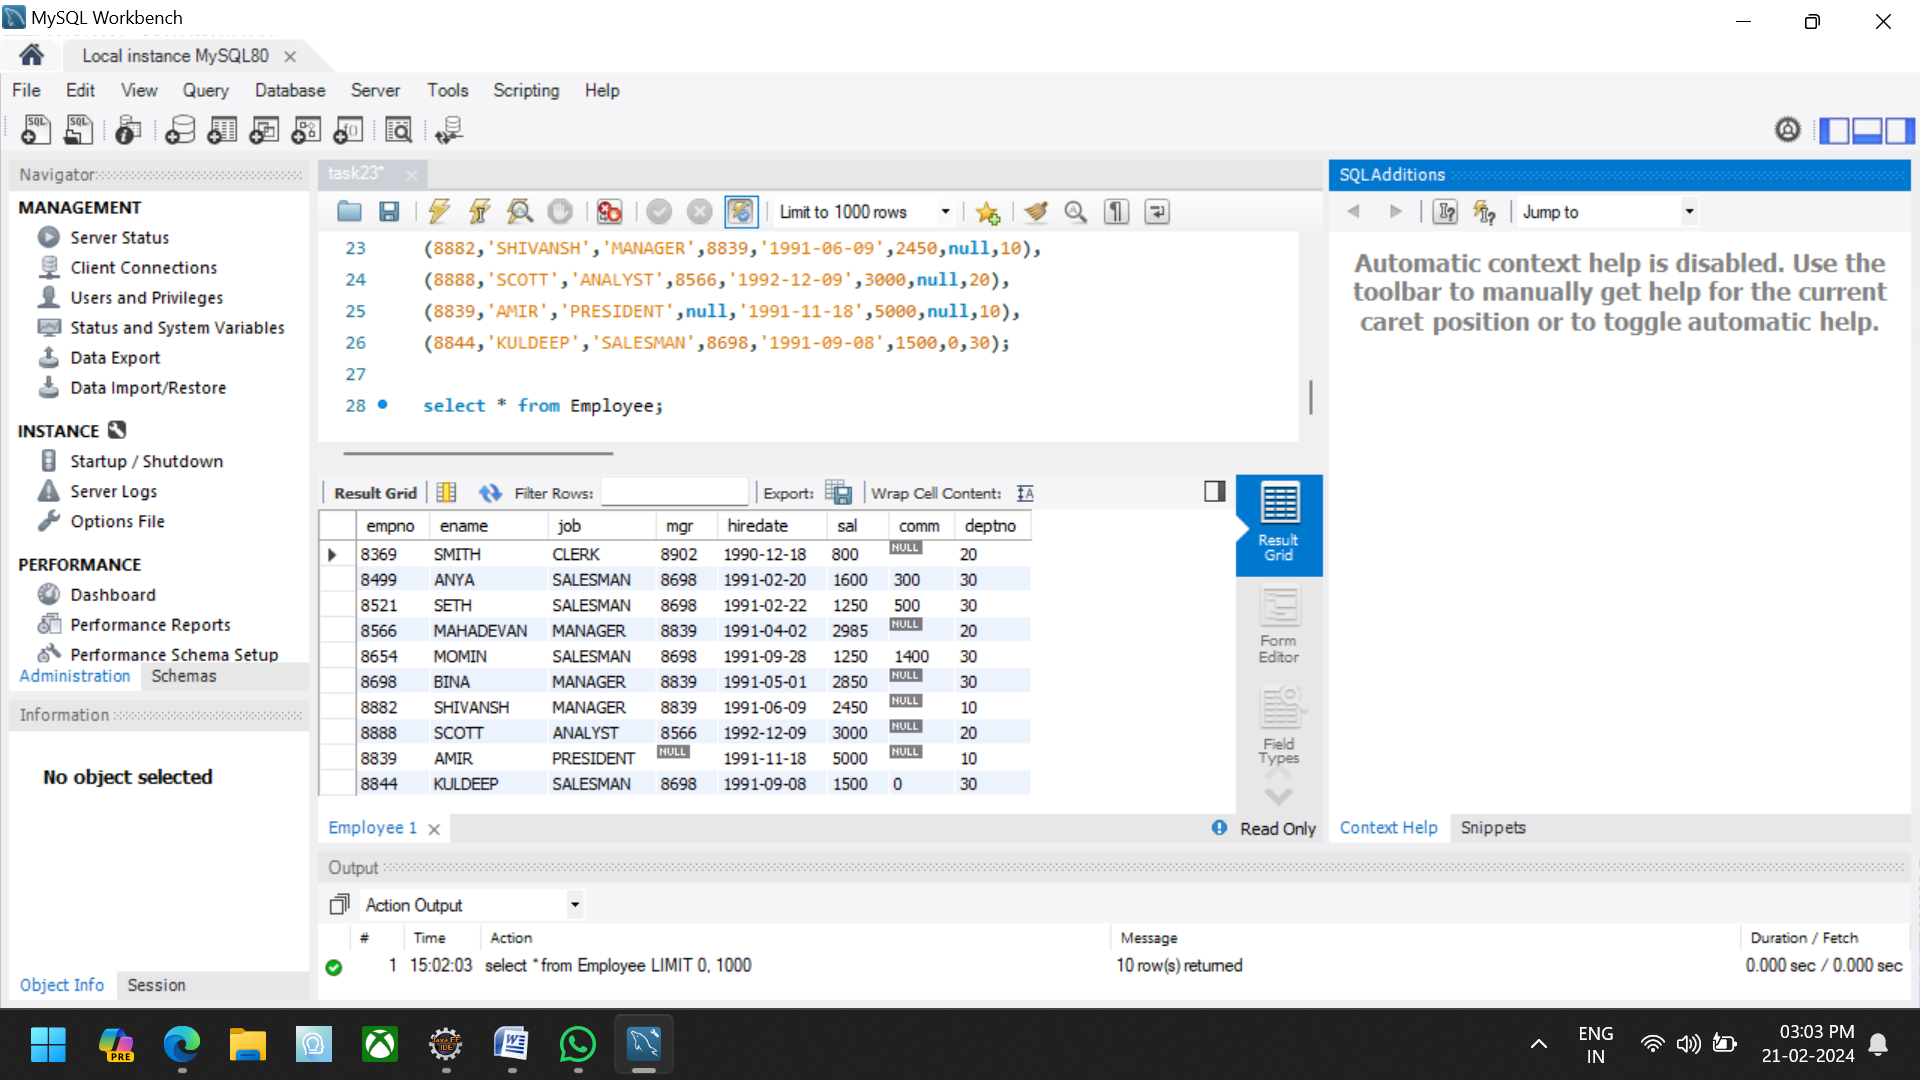 MySQL Workbench
Local instance MySQL80
File Edit View Query Database Server Tools Scripting Help
Navigator
MANAGEMENT
Server Status
Client Connections
Users and Privileges
Status and System Variables
Data Export
Data Import/Restore
INSTANCE
Startup / Shutdown
Server Logs
Options File
PERFORMANCE
Dashboard
Performance Reports
Performance Schema Setup
Administration Schemas
Information
No object selected
Object Info Session
task23*
Limit to 1000 rows
23 (8882,'SHIVANSH','MANAGER',8839,'1991-06-09',2450,null,10),
24 (8888,'SCOTT','ANALYST',8566,'1992-12-09',3000,null,20),
25 (8839,'AMIR','PRESIDENT',null,'1991-11-18',5000,null,10),
26 (8844,'KULDEEP','SALESMAN',8698,'1991-09-08',1500,0,30);
27
28 select * from Employee;
Result Grid Filter Rows: Export: Wrap Cell Content:
empno ename job mgr hiredate sal comm deptno
8369 SMITH CLERK 8902 1990-12-18 800 NULL 20
8499 ANYA SALESMAN 8698 1991-02-20 1600 300 30
8521 SETH SALESMAN 8698 1991-02-22 1250 500 30
8566 MAHADEVAN MANAGER 8839 1991-04-02 2985 NULL 20
8654 MOMIN SALESMAN 8698 1991-09-28 1250 1400 30
8698 BINA MANAGER 8839 1991-05-01 2850 NULL 30
8882 SHIVANSH MANAGER 8839 1991-06-09 2450 NULL 10
8888 SCOTT ANALYST 8566 1992-12-09 3000 NULL 20
8839 AMIR PRESIDENT NULL 1991-11-18 5000 NULL 10
8844 KULDEEP SALESMAN 8698 1991-09-08 1500 0 30
Result
Grid
Form
Editor
Field
Types
Employee 1
Read Only
SQLAdditions
Jump to
Automatic context help is disabled. Use the
toolbar to manually get help for the current
caret position or to toggle automatic help.
Context Help Snippets
Output
Action Output
# Time Action Message Duration / Fetch
1 15:02:03 select * from Employee LIMIT 0, 1000 10 row(s) returned 0.000 sec / 0.000 sec
PRE
Java EE
IDE
ENG
IN
03:03 PM
21-02-2024